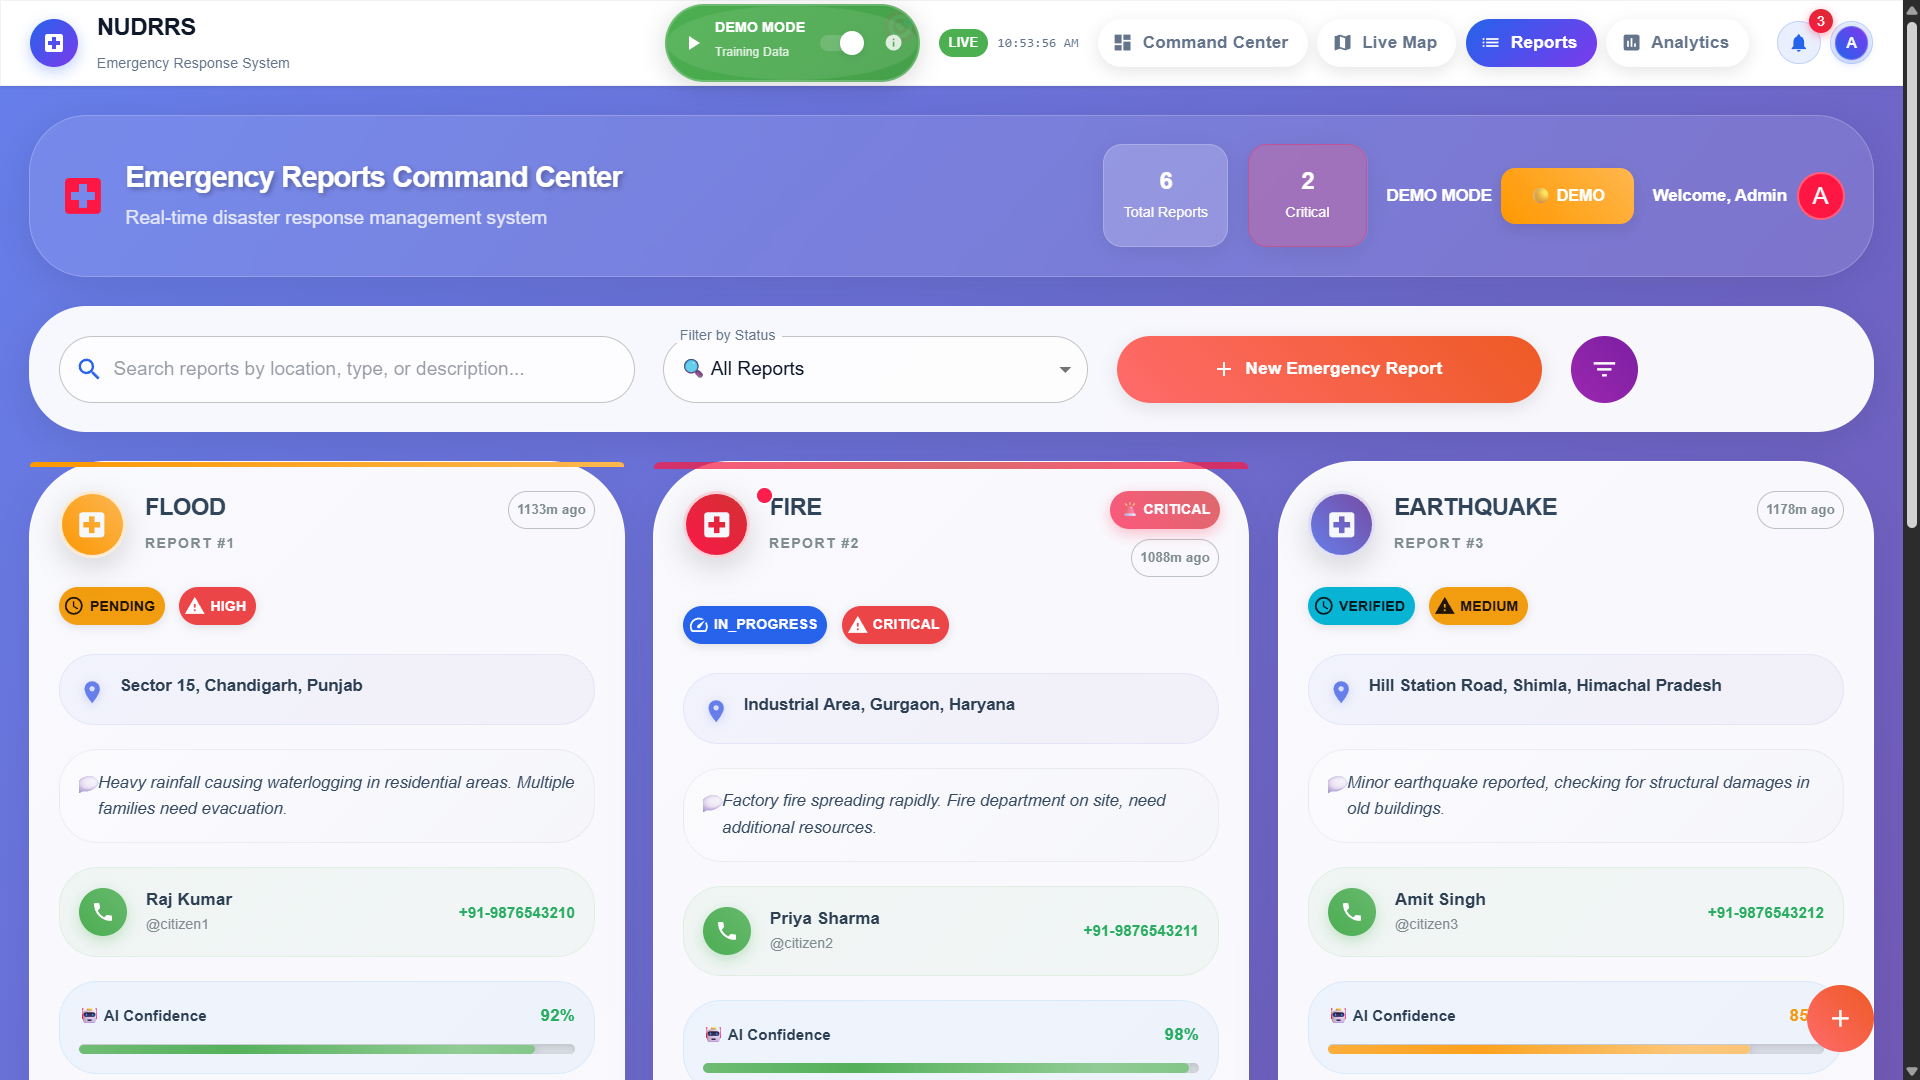 NUDRRS
Emergency Response System
DEMO MODE
Training Data
LIVE
10:53:56 AM
Command Center
Live Map
Reports
Analytics
3
A
Emergency Reports Command Center
Real-time disaster response management system
6
Total Reports
2
Critical
DEMO MODE
DEMO
Welcome, Admin
A
Search reports by location, type, or description...
Filter by Status
All Reports
New Emergency Report
FLOOD
REPORT #1
1133m ago
PENDING
HIGH
Sector 15, Chandigarh, Punjab
Heavy rainfall causing waterlogging in residential areas. Multiple
families need evacuation.
Raj Kumar
@citizen1
+91-9876543210
AI Confidence
92%
FIRE
REPORT #2
CRITICAL
1088m ago
IN_PROGRESS
CRITICAL
Industrial Area, Gurgaon, Haryana
Factory fire spreading rapidly. Fire department on site, need
additional resources.
Priya Sharma
@citizen2
+91-9876543211
AI Confidence
98%
EARTHQUAKE
REPORT #3
1178m ago
VERIFIED
MEDIUM
Hill Station Road, Shimla, Himachal Pradesh
Minor earthquake reported, checking for structural damages in
old buildings.
Amit Singh
@citizen3
+91-9876543212
AI Confidence
85